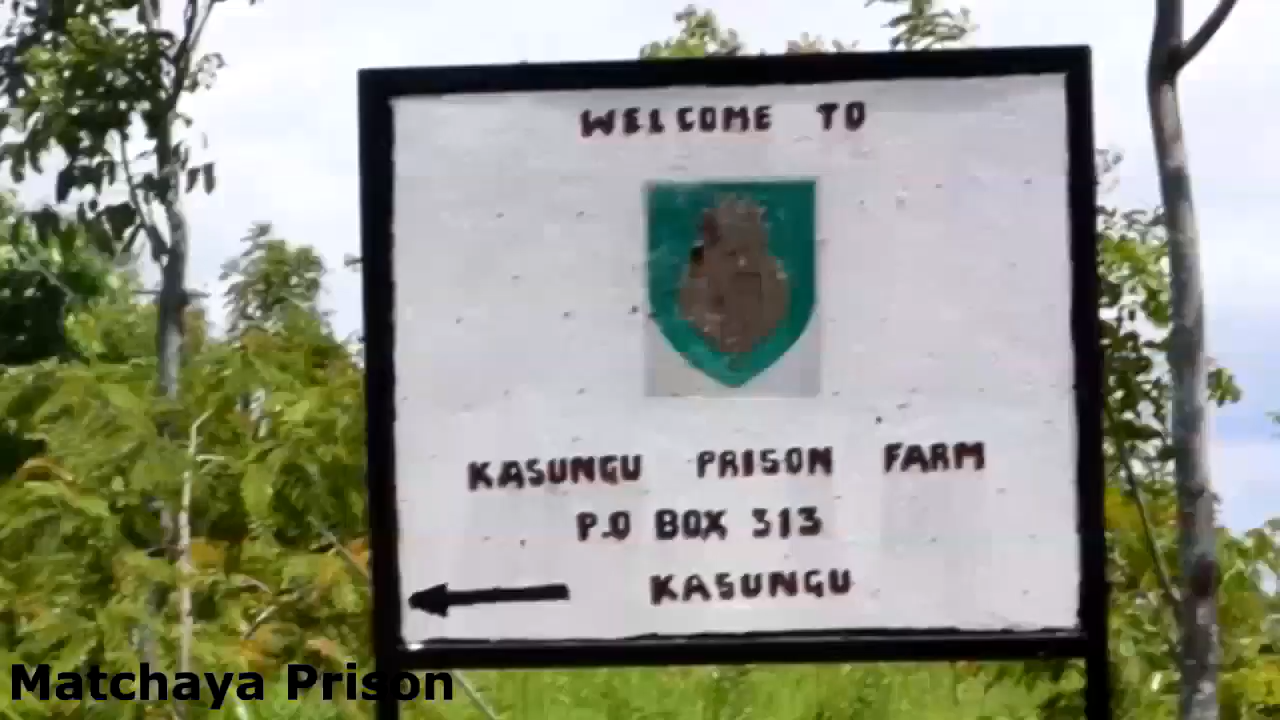 WELCOME TO
KASUNGU PRISON FARM
P.O BOX 313
KASUNGU
Matchaya Prison